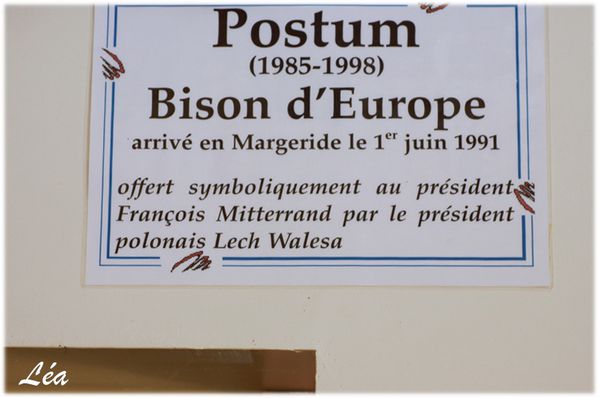 Postum
(1985-1998)
Bison d'Europe
arrivé en Margeride le 1er juin 1991
offert symboliquement au président
François Mitterrand par le président
polonais Lech Walesa
Léa